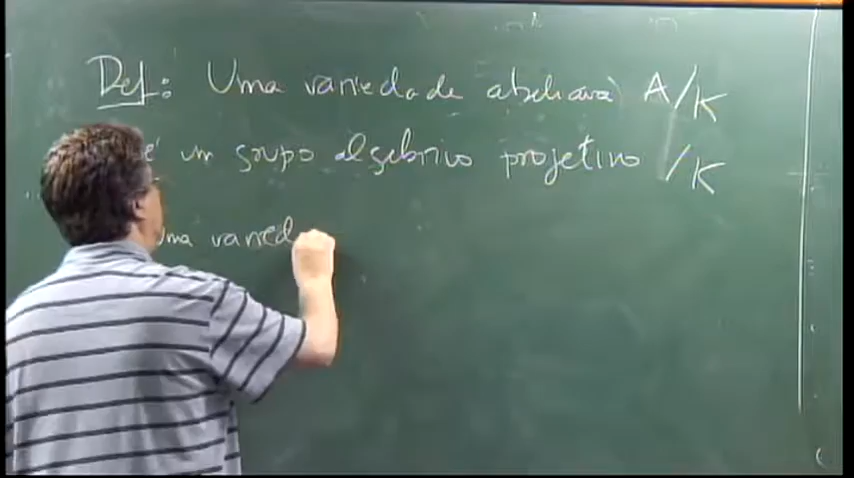 Def: Uma variedade abeliana A/K
é um grupo algébrico projetivo /K
Uma varied